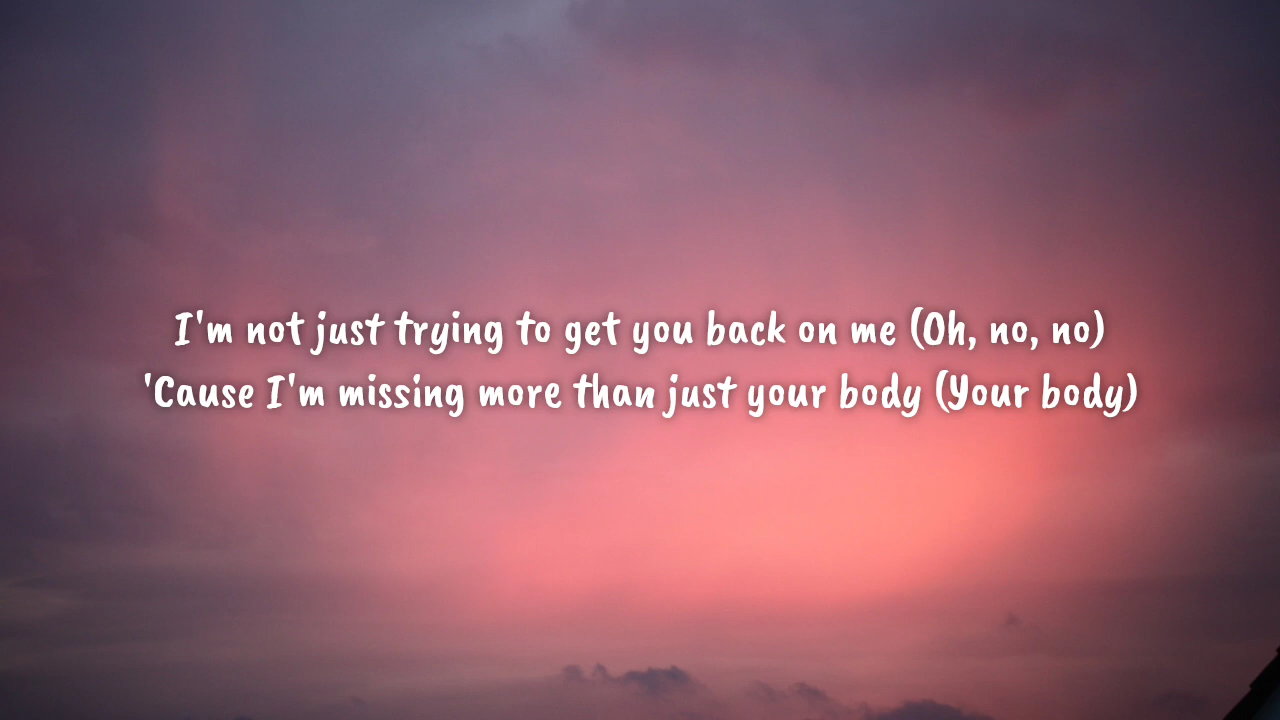 I'm not just trying to get you back on me (Oh, no, no)
'Cause I'm missing more than just your body (Your body)